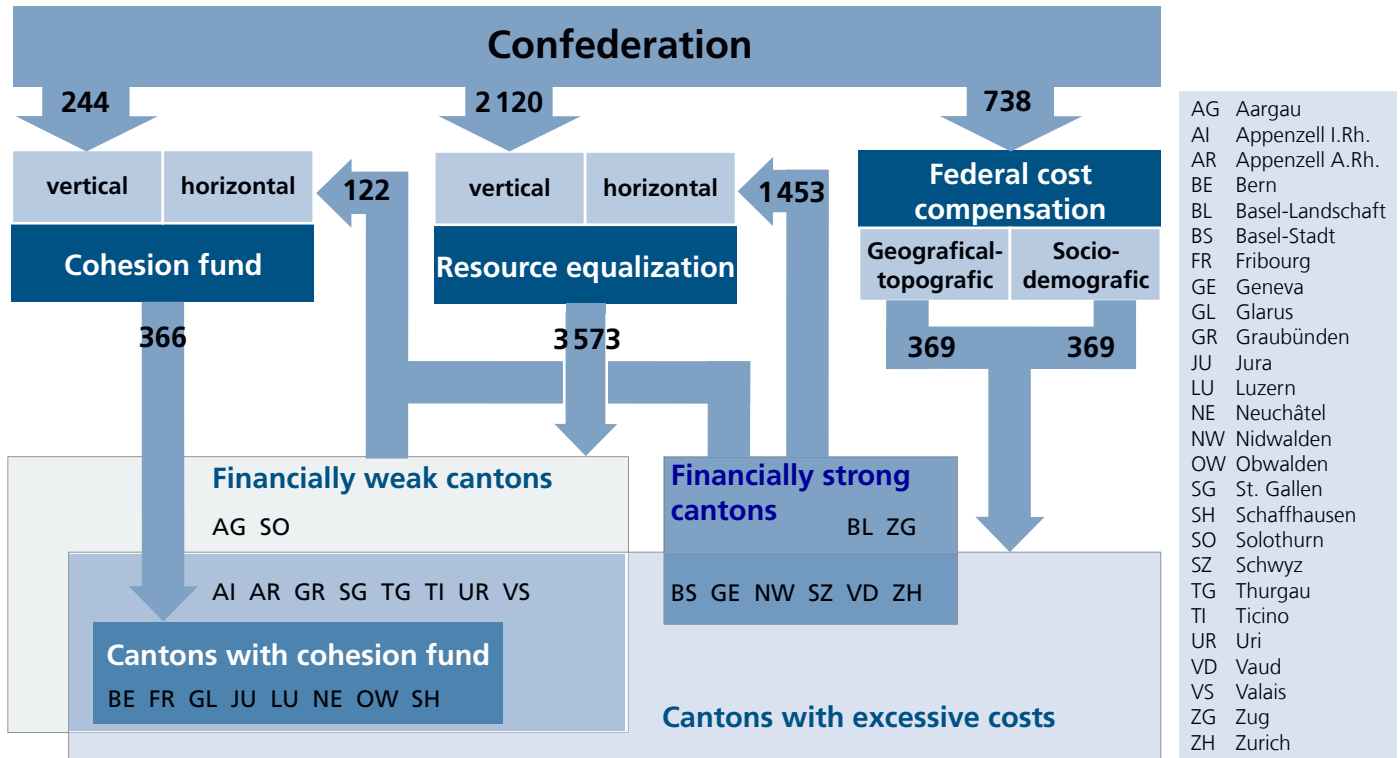 Confederation
244
2 120
738
vertical
horizontal
122
vertical
horizontal
1 453
Federal cost
compensation
Cohesion fund
Resource equalization
Geografical-
topografic
Socio-
demografic
366
3 573
369
369
Financially weak cantons
AG SO
Financially strong
cantons
BL ZG
AI AR GR SG TG TI UR VS
BS GE NW SZ VD ZH
Cantons with cohesion fund
BE FR GL JU LU NE OW SH
Cantons with excessive costs
AG Aargau
AI Appenzell I.Rh.
AR Appenzell A.Rh.
BE Bern
BL Basel-Landschaft
BS Basel-Stadt
FR Fribourg
GE Geneva
GL Glarus
GR Graubünden
JU Jura
LU Luzern
NE Neuchâtel
NW Nidwalden
OW Obwalden
SG St. Gallen
SH Schaffhausen
SO Solothurn
SZ Schwyz
TG Thurgau
TI Ticino
UR Uri
VD Vaud
VS Valais
ZG Zug
ZH Zurich